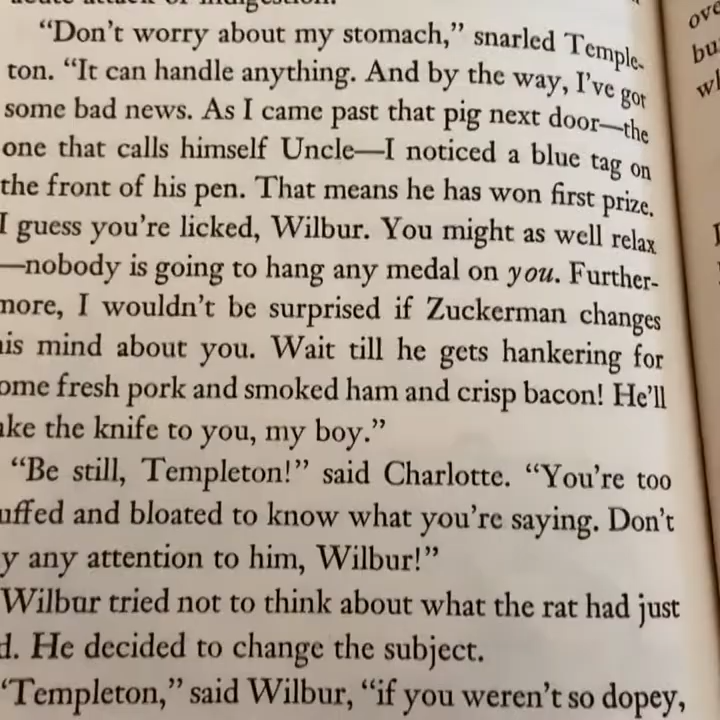 acute attack of indigestion.
“Don’t worry about my stomach,” snarled Temple-
ton. “It can handle anything. And by the way, I’ve got
some bad news. As I came past that pig next door—the
one that calls himself Uncle—I noticed a blue tag on
the front of his pen. That means he has won first prize.
I guess you’re licked, Wilbur. You might as well relax
—nobody is going to hang any medal on you. Further-
more, I wouldn’t be surprised if Zuckerman changes
his mind about you. Wait till he gets hankering for
some fresh pork and smoked ham and crisp bacon! He’ll
take the knife to you, my boy.”
“Be still, Templeton!” said Charlotte. “You’re too
stuffed and bloated to know what you’re saying. Don’t
pay any attention to him, Wilbur!”
Wilbur tried not to think about what the rat had just
said. He decided to change the subject.
“Templeton,” said Wilbur, “if you weren’t so dopey,